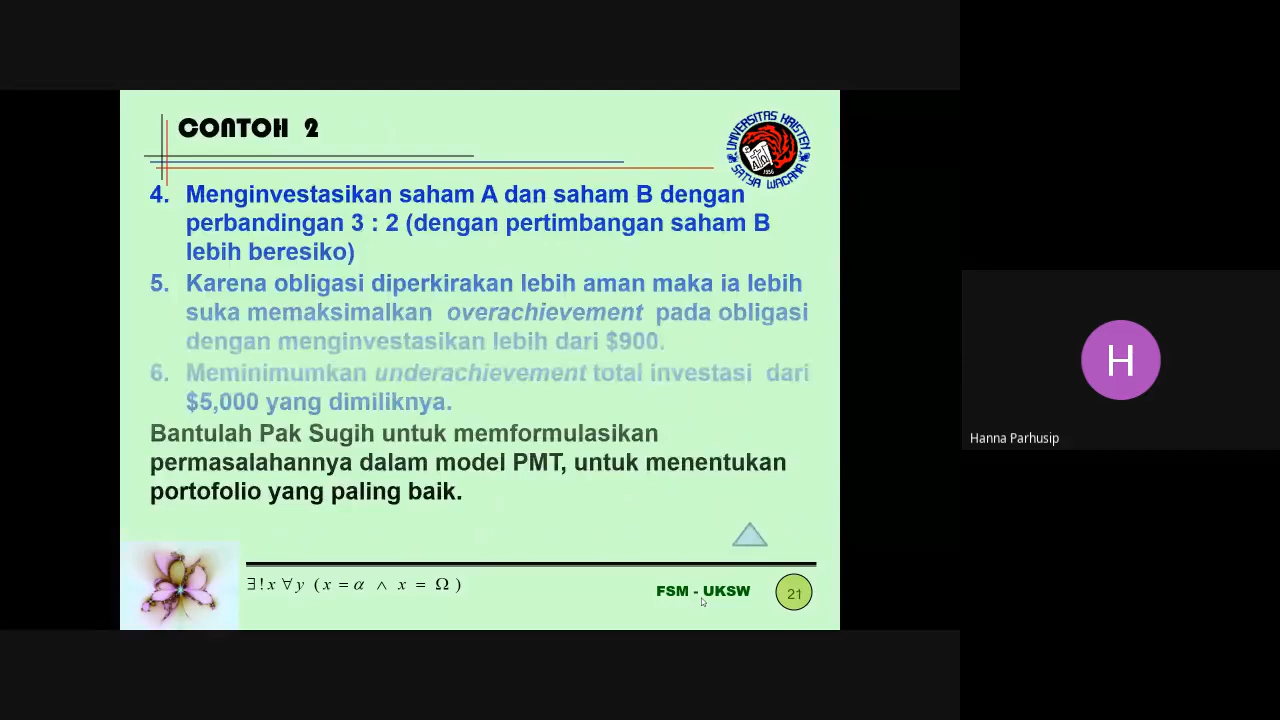 CONTOH 2
UNIVERSITAS KRISTEN
SATYA WACANA
1956
4. Menginvestasikan saham A dan saham B dengan
perbandingan 3 : 2 (dengan pertimbangan saham B
lebih beresiko)
5. Karena obligasi diperkirakan lebih aman maka ia lebih
suka memaksimalkan overachievement pada obligasi
dengan menginvestasikan lebih dari $900.
6. Meminimumkan underachievement total investasi dari
$5,000 yang dimiliknya.
Bantulah Pak Sugih untuk memformulasikan
permasalahannya dalam model PMT, untuk menentukan
portofolio yang paling baik.
∃!x ∀y (x = α ∧ x = Ω)
FSM - UKSW
21
H
Hanna Parhusip